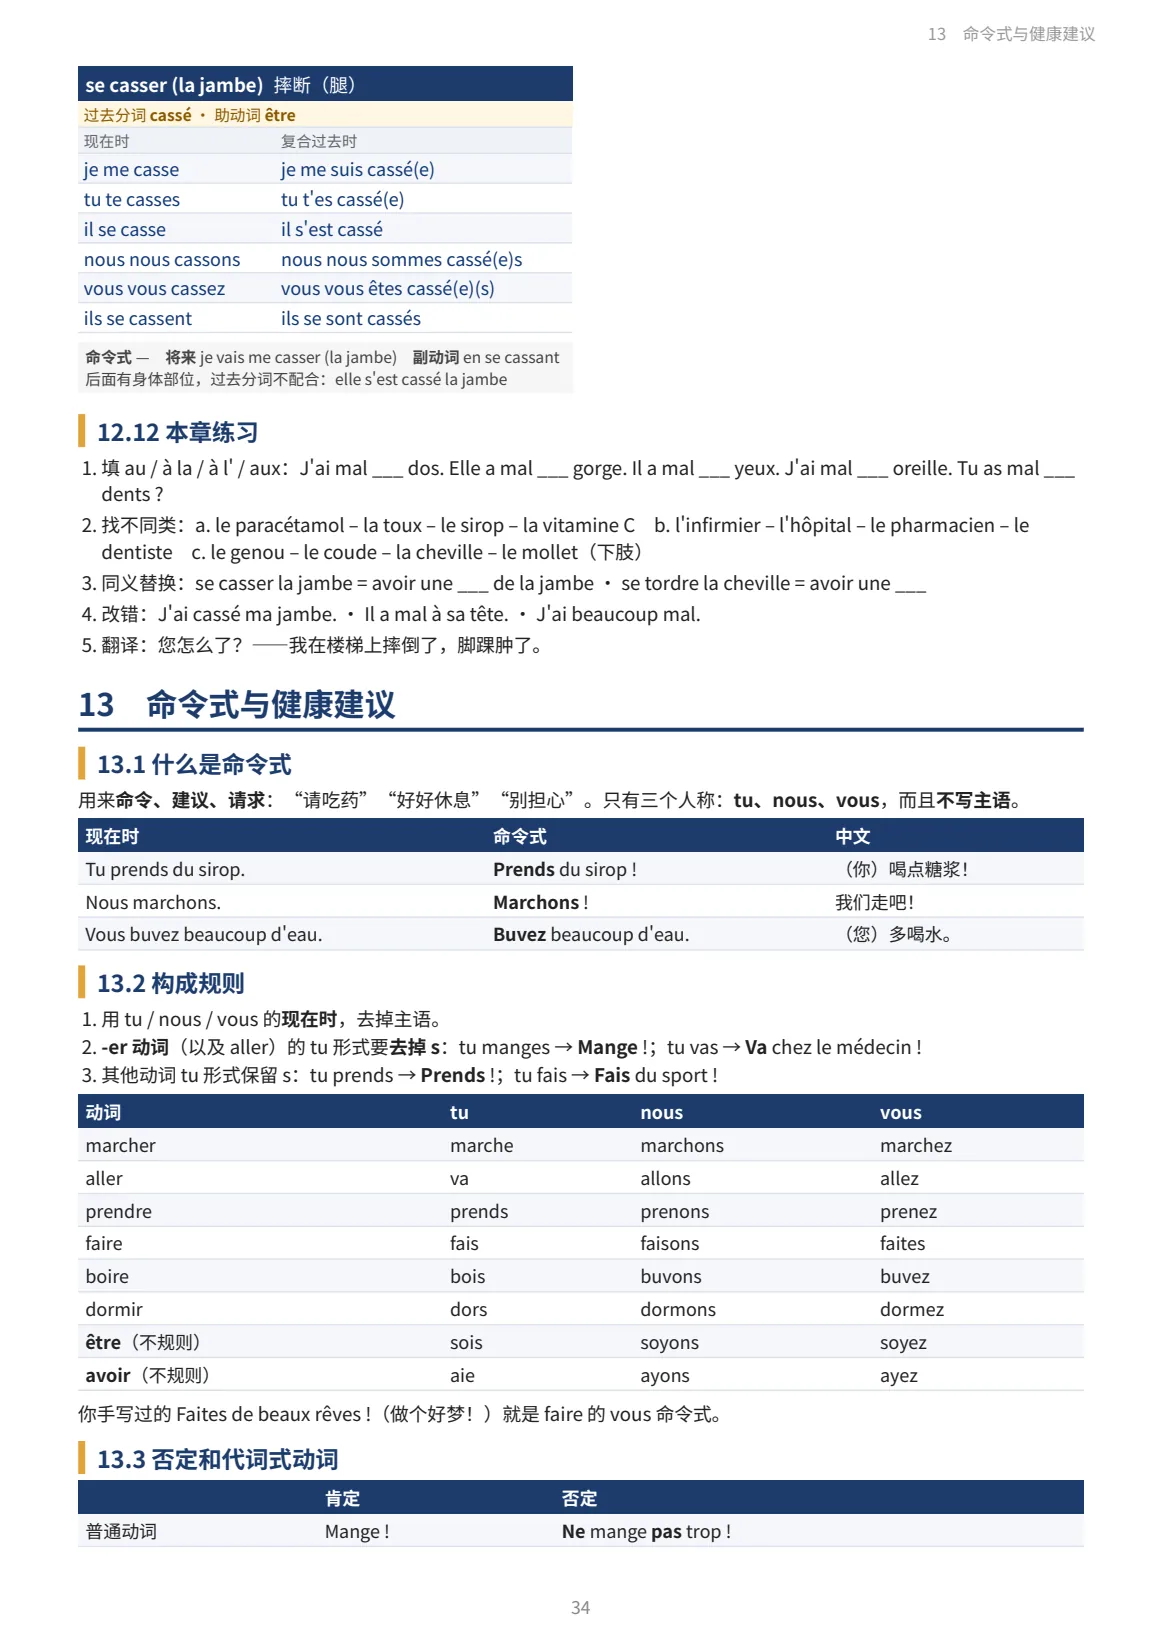 13 命令式与健康建议
se casser (la jambe) 摔断（腿）
过去分词 cassé · 助动词 être
现在时 复合过去时
je me casse je me suis cassé(e)
tu te casses tu t'es cassé(e)
il se casse il s'est cassé
nous nous cassons nous nous sommes cassé(e)s
vous vous cassez vous vous êtes cassé(e)(s)
ils se cassent ils se sont cassés
命令式 — 将来 je vais me casser (la jambe) 副动词 en se cassant
后面有身体部位，过去分词不配合：elle s'est cassé la jambe
12.12 本章练习
1. 填 au / à la / à l' / aux：J'ai mal ___ dos. Elle a mal ___ gorge. Il a mal ___ yeux. J'ai mal ___ oreille. Tu as mal ___
dents ?
2. 找不同类：a. le paracétamol – la toux – le sirop – la vitamine C b. l'infirmier – l'hôpital – le pharmacien – le
dentiste c. le genou – le coude – la cheville – le mollet（下肢）
3. 同义替换：se casser la jambe = avoir une ___ de la jambe · se tordre la cheville = avoir une ___
4. 改错：J'ai cassé ma jambe. · Il a mal à sa tête. · J'ai beaucoup mal.
5. 翻译：您怎么了？——我在楼梯上摔倒了，脚踝肿了。
13 命令式与健康建议
13.1 什么是命令式
用来命令、建议、请求：“请吃药”“好好休息”“别担心”。只有三个人称：tu、nous、vous，而且不写主语。
现在时 命令式 中文
Tu prends du sirop. Prends du sirop ! （你）喝点糖浆！
Nous marchons. Marchons ! 我们走吧！
Vous buvez beaucoup d'eau. Buvez beaucoup d'eau. （您）多喝水。
13.2 构成规则
1. 用 tu / nous / vous 的现在时，去掉主语。
2. -er 动词（以及 aller）的 tu 形式要去掉 s：tu manges → Mange !；tu vas → Va chez le médecin !
3. 其他动词 tu 形式保留 s：tu prends → Prends !；tu fais → Fais du sport !
动词 tu nous vous
marcher marche marchons marchez
aller va allons allez
prendre prends prenons prenez
faire fais faisons faites
boire bois buvons buvez
dormir dors dormons dormez
être（不规则） sois soyons soyez
avoir（不规则） aie ayons ayez
你手写过的 Faites de beaux rêves !（做个好梦！）就是 faire 的 vous 命令式。
13.3 否定和代词式动词
肯定 否定
普通动词 Mange ! Ne mange pas trop !
34